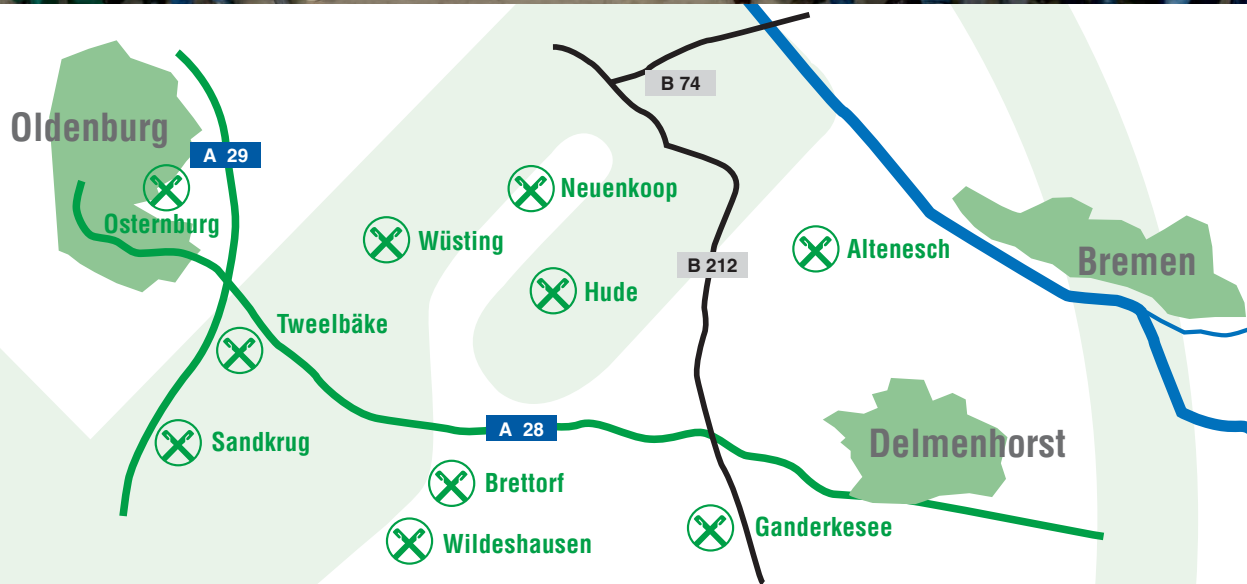 B 74
Oldenburg
A 29
Neuenkoop
Osternburg
Wüsting
Altenesch
B 212
Bremen
Hude
Tweelbäke
A 28
Sandkrug
Delmenhorst
Brettorf
Ganderkesee
Wildeshausen